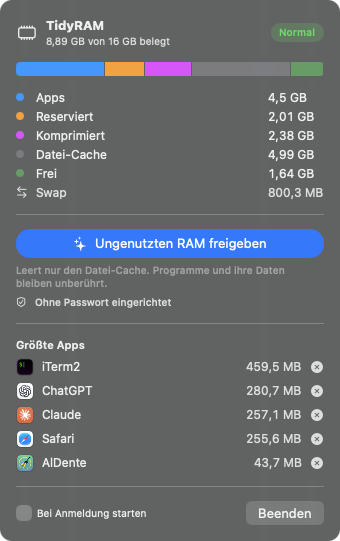 TidyRAM
8,89 GB von 16 GB belegt
Normal
Apps 4,5 GB
Reserviert 2,01 GB
Komprimiert 2,38 GB
Datei-Cache 4,99 GB
Frei 1,64 GB
Swap 800,3 MB
Ungenutzten RAM freigeben
Leert nur den Datei-Cache. Programme und ihre Daten
bleiben unberührt.
Ohne Passwort eingerichtet
Größte Apps
iTerm2 459,5 MB
ChatGPT 280,7 MB
Claude 257,1 MB
Safari 255,6 MB
AlDente 43,7 MB
Bei Anmeldung starten
Beenden